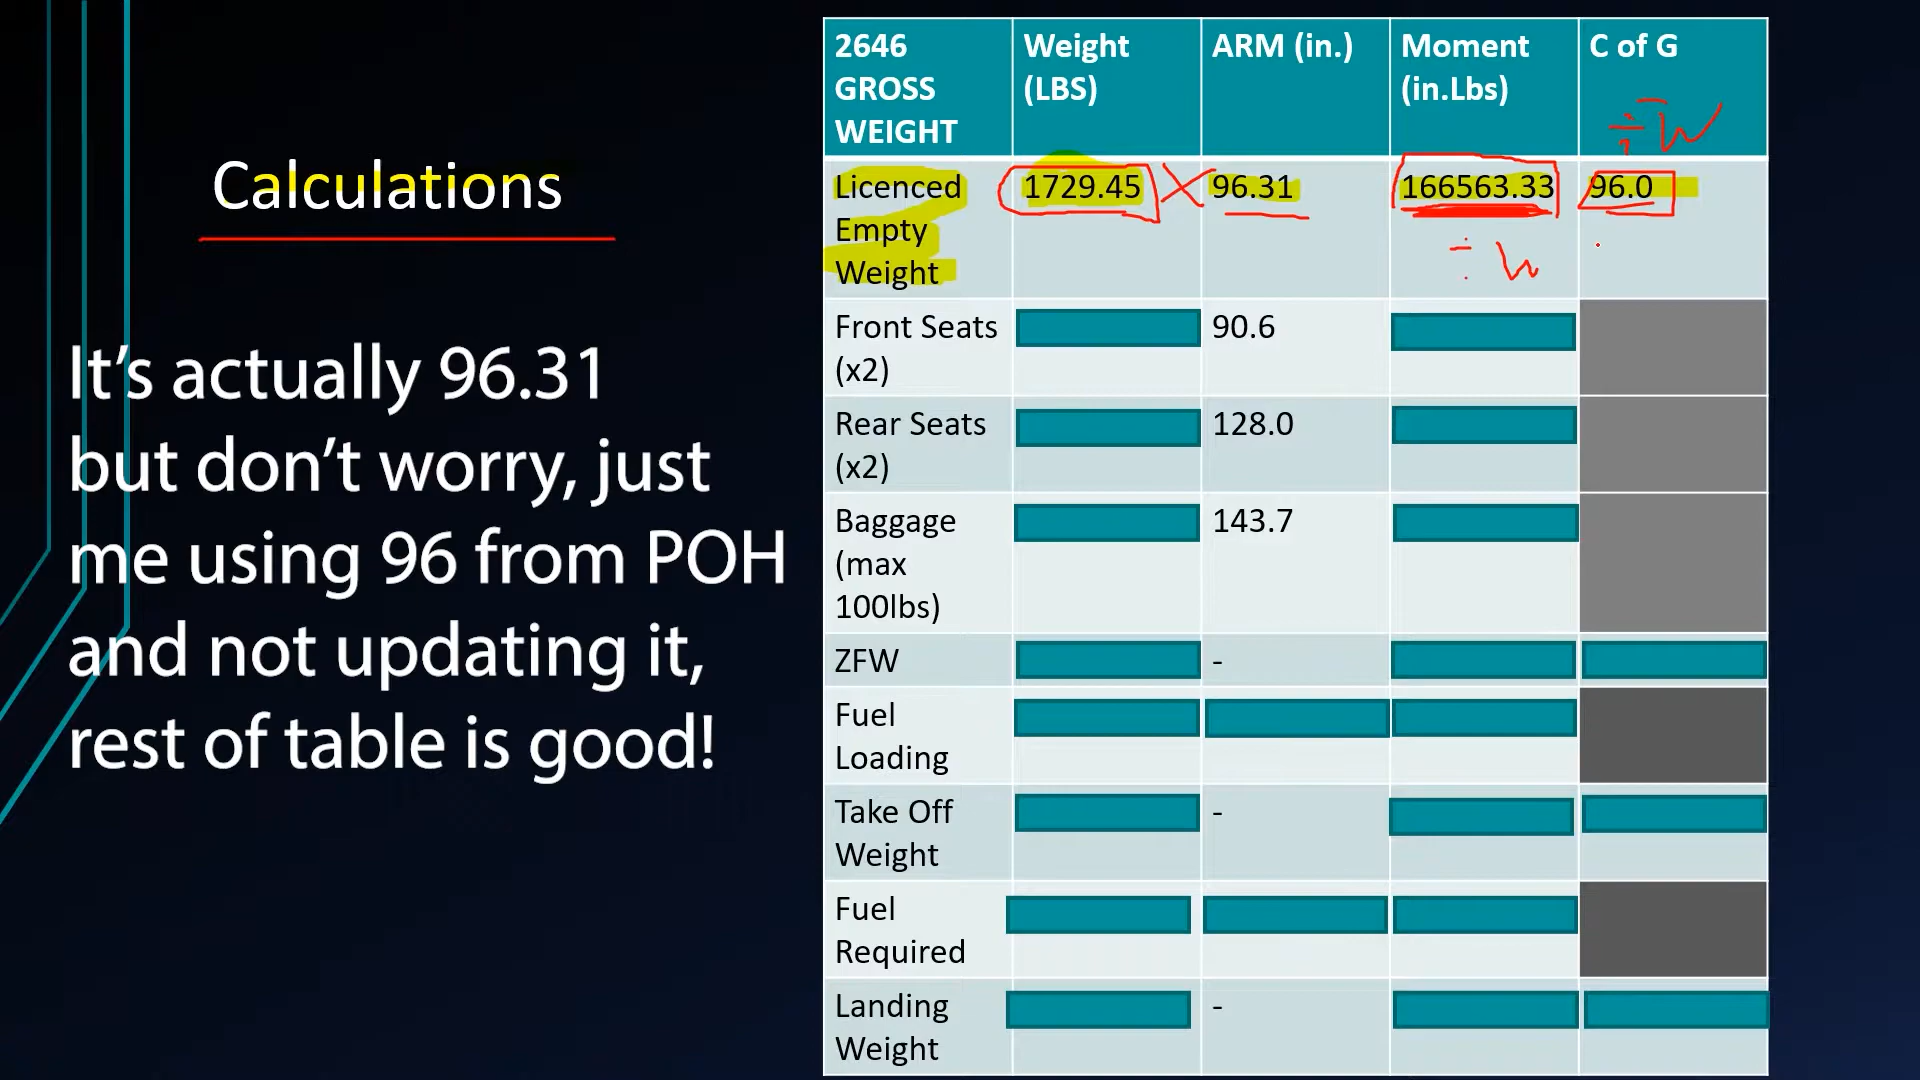 Calculations
It's actually 96.31
but don't worry, just
me using 96 from POH
and not updating it,
rest of table is good!
2646 GROSS WEIGHT
Weight (LBS)
ARM (in.)
Moment (in.Lbs)
C of G
÷ W
Licenced Empty Weight
1729.45
X
96.31
166563.33
96.0
÷ W
Front Seats (x2)
90.6
Rear Seats (x2)
128.0
Baggage (max 100lbs)
143.7
ZFW
-
Fuel Loading
Take Off Weight
-
Fuel Required
Landing Weight
-